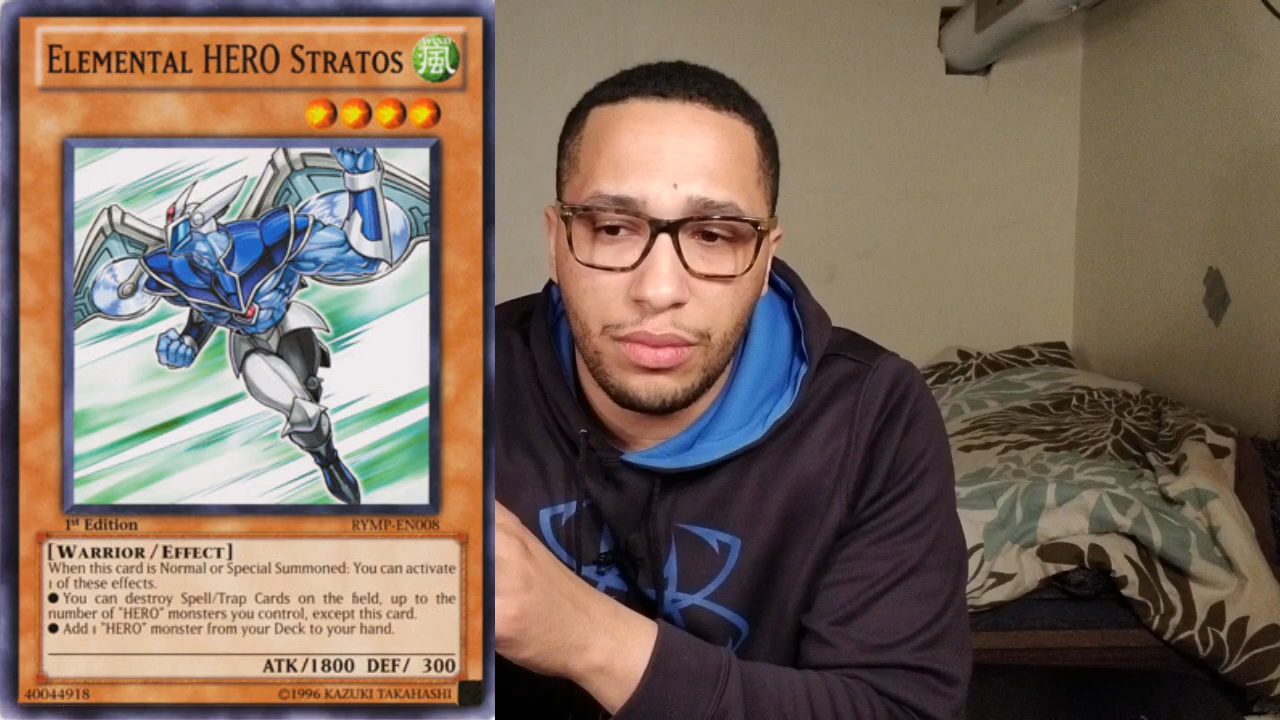 ELEMENTAL HERO STRATOS
WIND
風
1st Edition
RYMP-EN008
[WARRIOR/EFFECT]
When this card is Normal or Special Summoned: You can activate
1 of these effects.
● You can destroy Spell/Trap Cards on the field, up to the
number of "HERO" monsters you control, except this card.
● Add 1 "HERO" monster from your Deck to your hand.
ATK/1800 DEF/ 300
40044918
©1996 KAZUKI TAKAHASHI